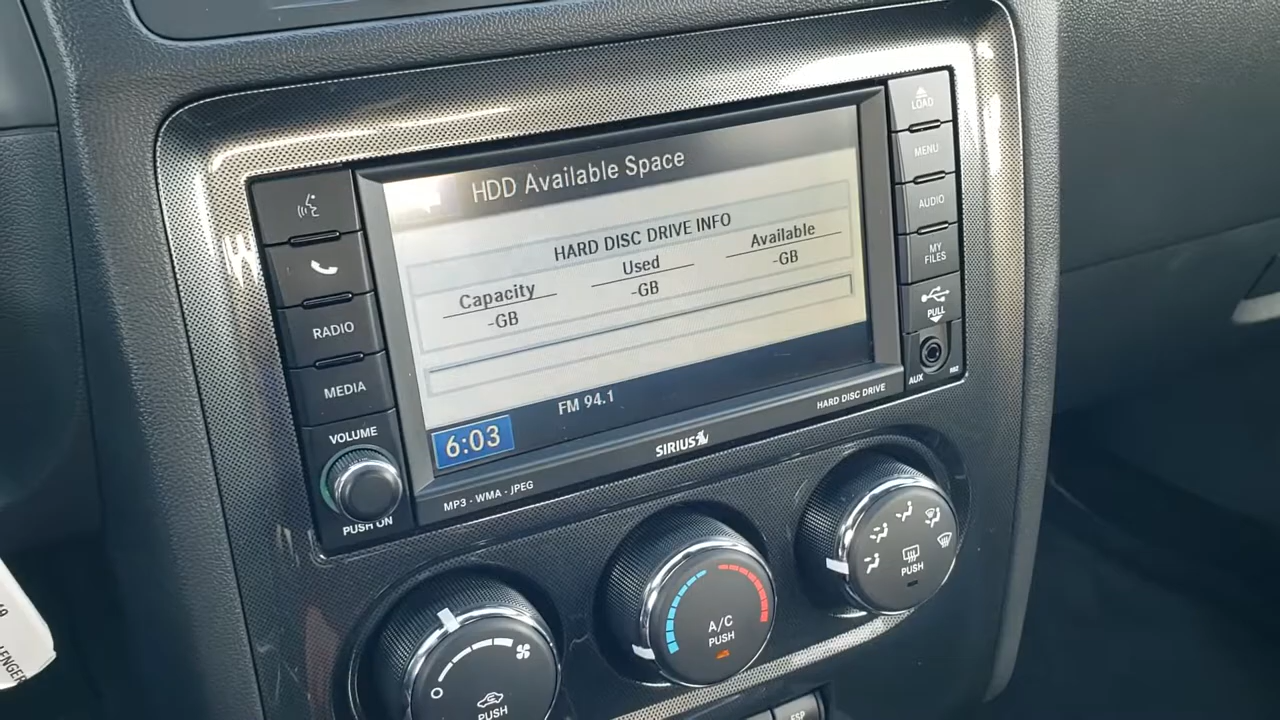 HDD Available Space
HARD DISC DRIVE INFO
Capacity Used Available
-GB -GB -GB
FM 94.1
6:03
RADIO
MEDIA
VOLUME
PUSH ON
LOAD
MENU
AUDIO
MY
FILES
PULL
AUX
HARD DISC DRIVE
SIRIUS
MP3 - WMA - JPEG
PUSH
A/C
PUSH
PUSH
ESP